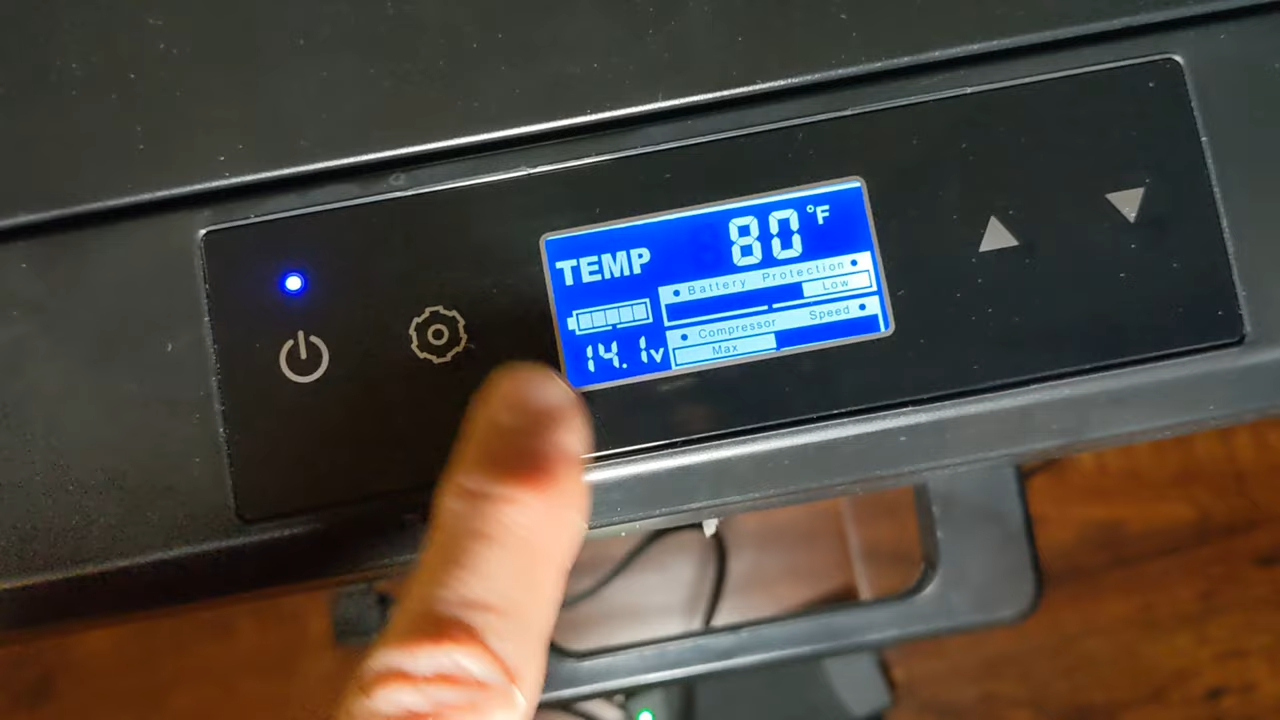 80°F
TEMP
Battery Protection
Low
Compressor Speed
14.1v
Max